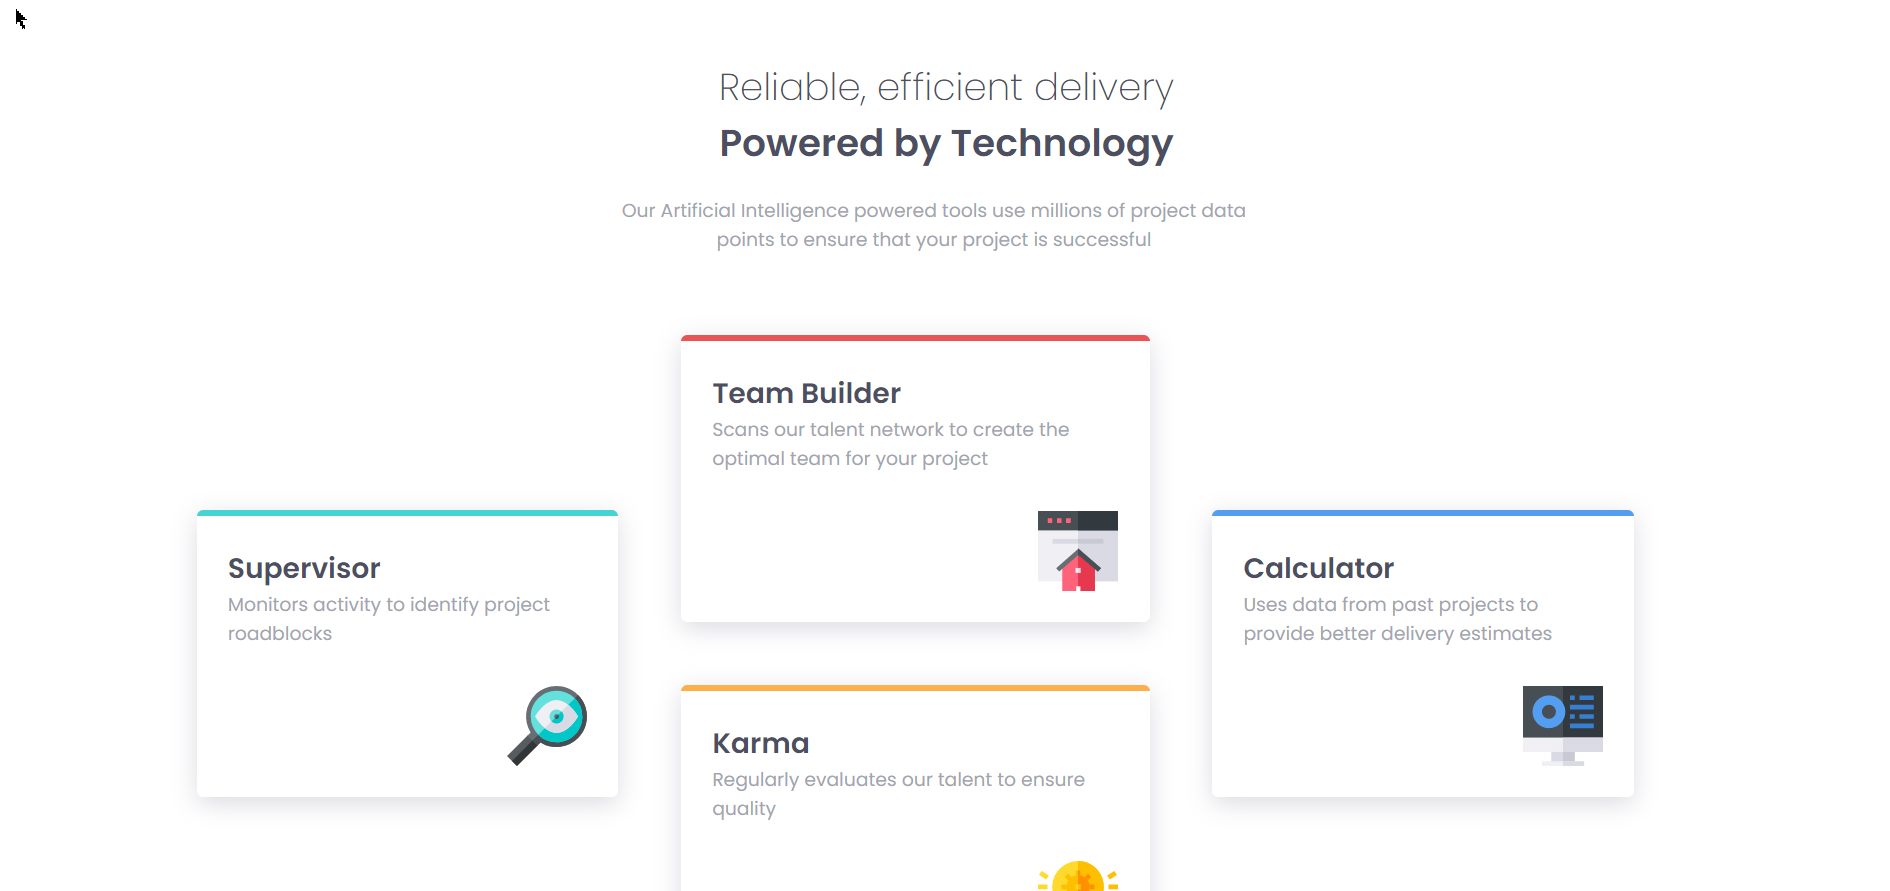 Reliable, efficient delivery
Powered by Technology
Our Artificial Intelligence powered tools use millions of project data
points to ensure that your project is successful
Team Builder
Scans our talent network to create the
optimal team for your project
Supervisor
Monitors activity to identify project
roadblocks
Calculator
Uses data from past projects to
provide better delivery estimates
Karma
Regularly evaluates our talent to ensure
quality